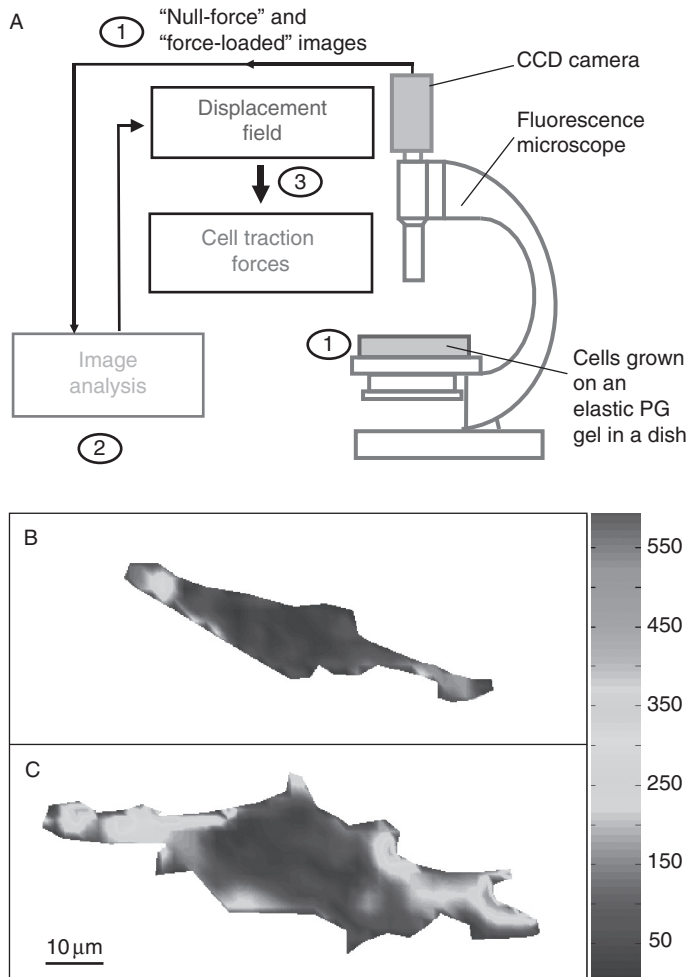 A
1
“Null-force” and
“force-loaded” images
CCD camera
Displacement
field
Fluorescence
microscope
3
Cell traction
forces
1
Image
analysis
Cells grown
on an
elastic PG
gel in a dish
2
B
550
450
350
C
250
150
10 μm
50